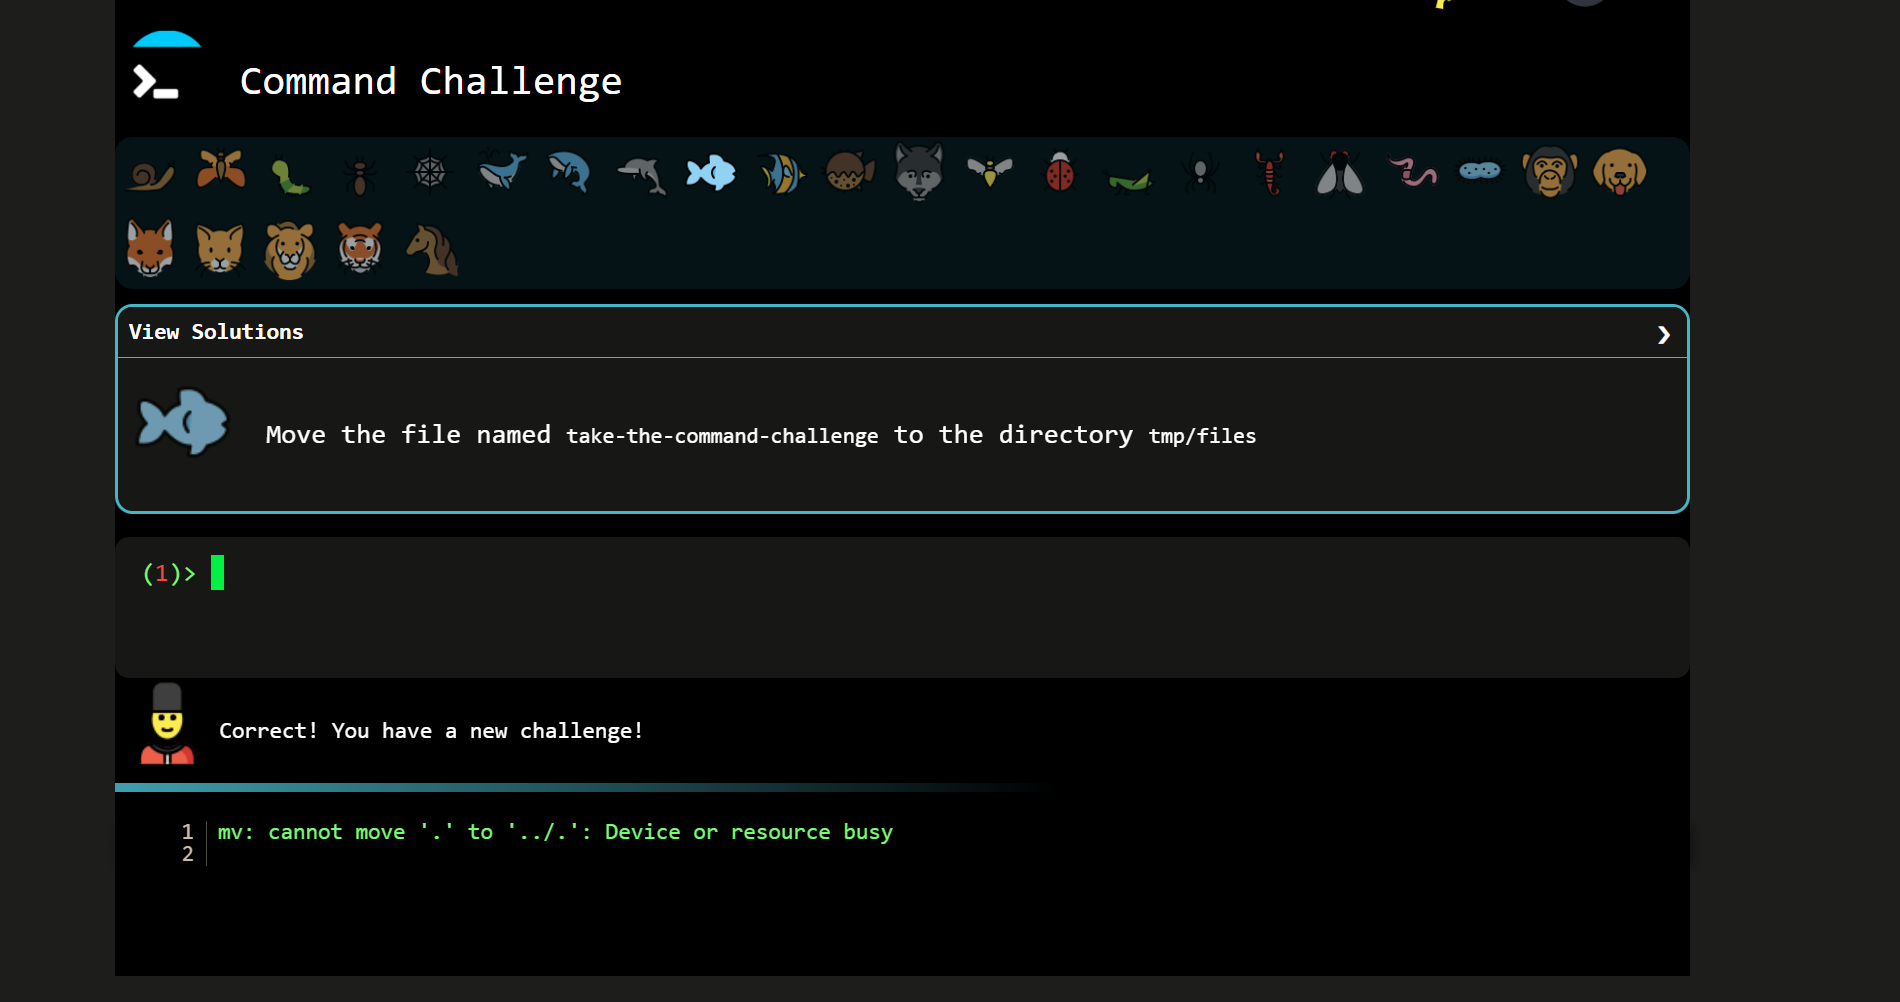 Command Challenge
View Solutions
Move the file named take-the-command-challenge to the directory tmp/files
(1)>
Correct! You have a new challenge!
1 mv: cannot move '.' to '../.': Device or resource busy
2